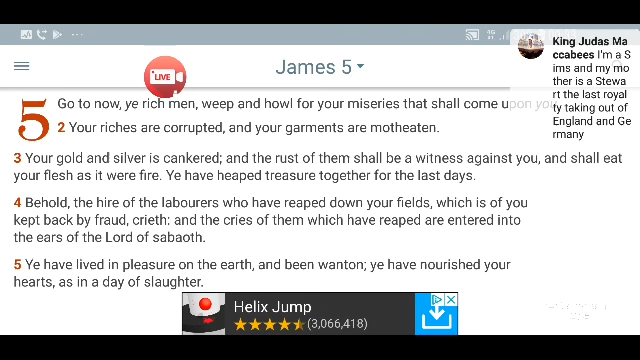 King Judas Ma
ccabees I'm a S
ims and my mo
ther is a Stewa
rt the last royal
ty taking out of
England and Ge
rmany
LIVE
James 5
5 Go to now, ye rich men, weep and howl for your miseries that shall come upon you.
2 Your riches are corrupted, and your garments are motheaten.
3 Your gold and silver is cankered; and the rust of them shall be a witness against you, and shall eat
your flesh as it were fire. Ye have heaped treasure together for the last days.
4 Behold, the hire of the labourers who have reaped down your fields, which is of you
kept back by fraud, crieth: and the cries of them which have reaped are entered into
the ears of the Lord of sabaoth.
5 Ye have lived in pleasure on the earth, and been wanton; ye have nourished your
hearts, as in a day of slaughter.
Helix Jump
(3,066,418)